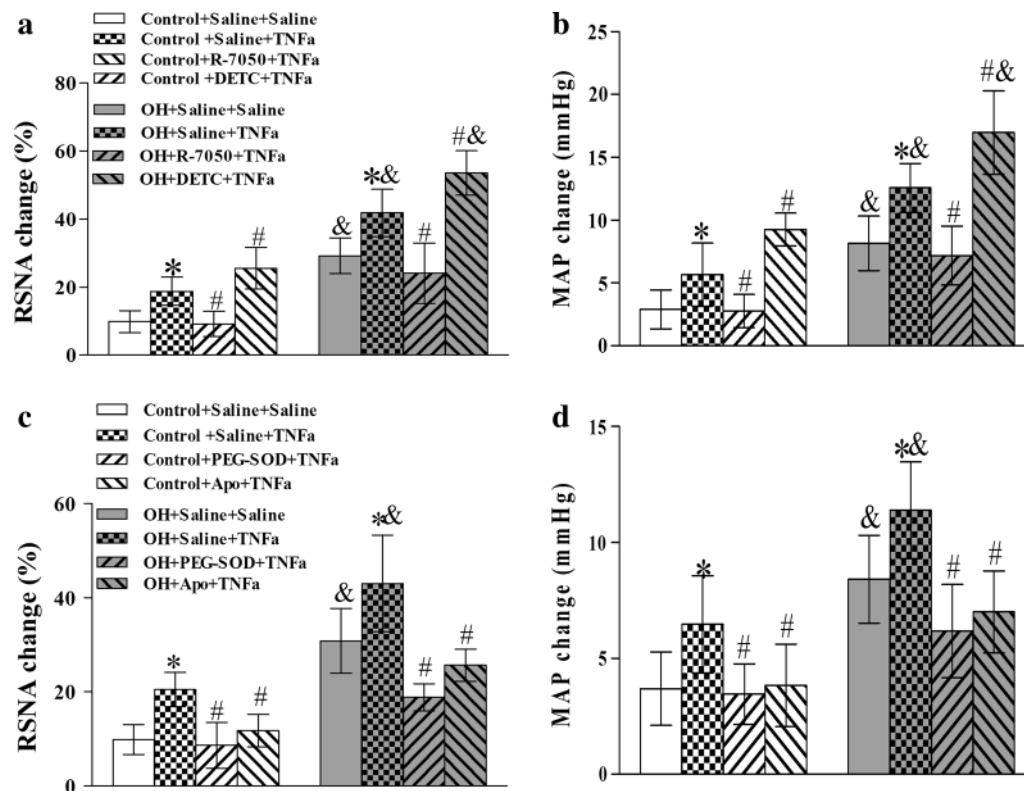 a
Control+Saline+Saline
Control +Saline+TNFa
Control+R-7050+TNFa
Control +DETC+TNFa
OH+Saline+Saline
OH+Saline+TNFa
OH+R-7050+TNFa
OH+DETC+TNFa
RSNA change (%)
80
60
40
20
0
*
#
#
&
*&
#
#&
b
MAP change (mmHg)
25
20
15
10
5
0
*
#
#
&
*&
#
#&
c
Control+Saline+Saline
Control +Saline+TNFa
Control+PEG-SOD+TNFa
Control+Apo+TNFa
OH+Saline+Saline
OH+Saline+TNFa
OH+PEG-SOD+TNFa
OH+Apo+TNFa
RSNA change (%)
60
40
20
0
*
#
#
&
*&
#
#
d
MAP change (mmHg)
15
10
5
0
*
#
#
&
*&
#
#